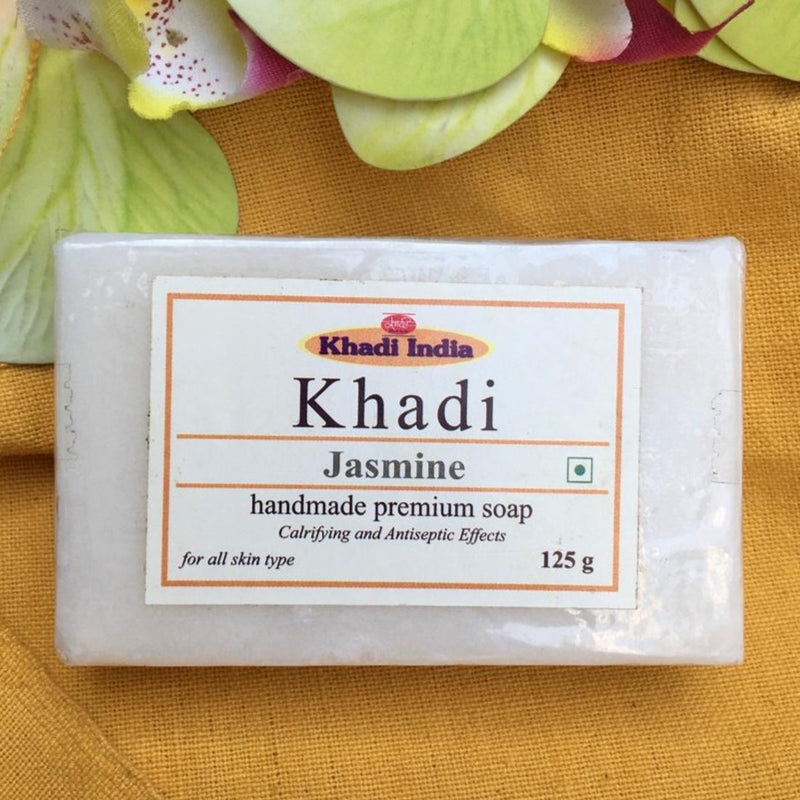 Khadi India
Khadi
Jasmine
handmade premium soap
Calrifying and Antiseptic Effects
for all skin type 125 g